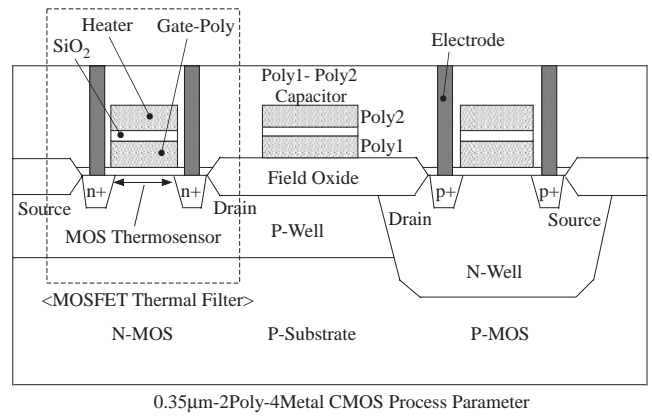 Heater
Gate-Poly
SiO2
Electrode
Poly1- Poly2
Capacitor
Poly2
Poly1
n+
n+
Field Oxide
p+
p+
Source
Drain
Drain
Source
MOS Thermosensor
P-Well
N-Well
<MOSFET Thermal Filter>
N-MOS
P-Substrate
P-MOS
0.35μm-2Poly-4Metal CMOS Process Parameter